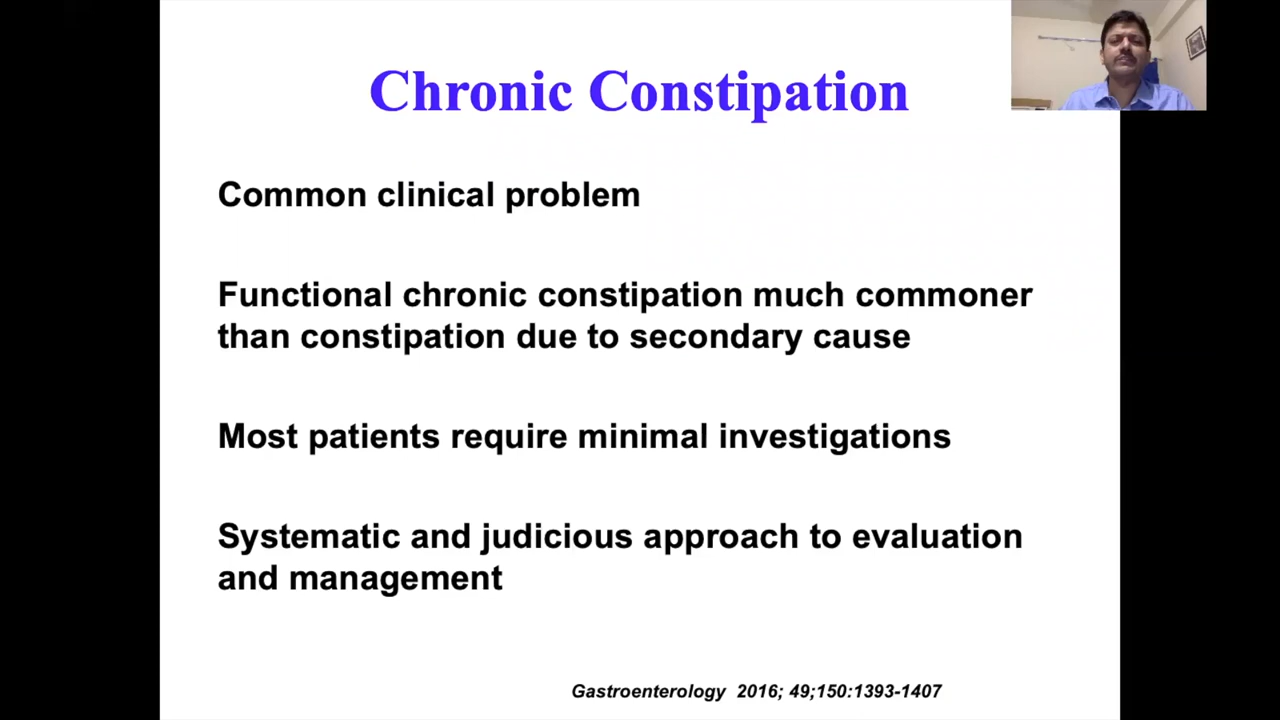 Chronic Constipation
Common clinical problem
Functional chronic constipation much commoner
than constipation due to secondary cause
Most patients require minimal investigations
Systematic and judicious approach to evaluation
and management
Gastroenterology 2016; 49;150:1393-1407